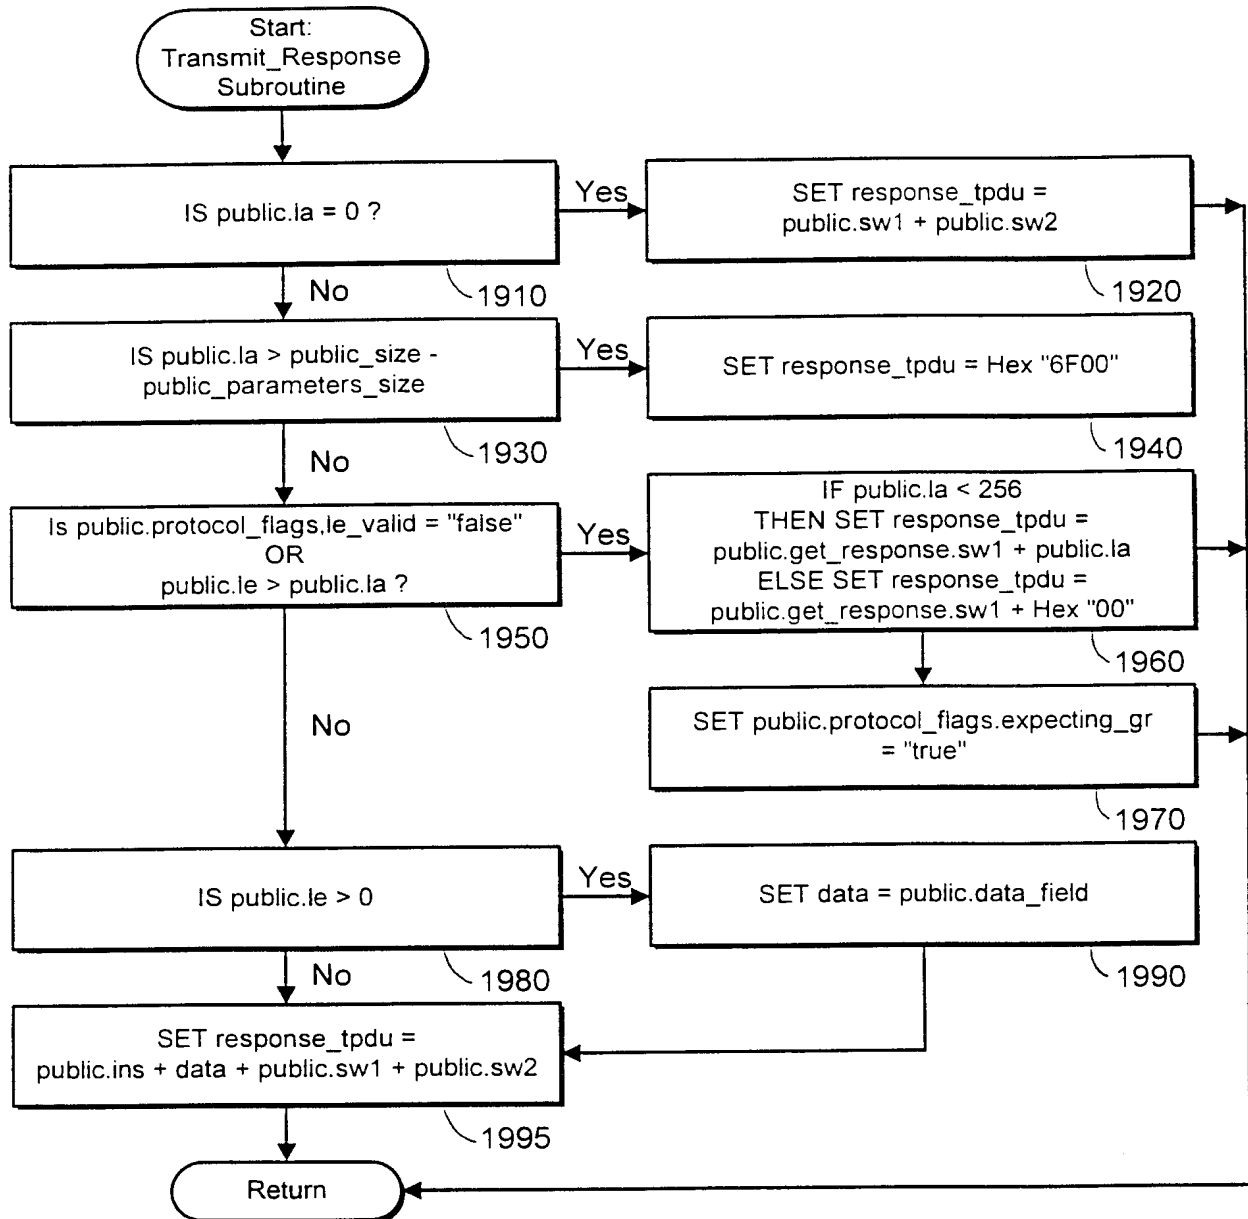 Start:
Transmit_Response
Subroutine
IS public.la = 0 ?
Yes
SET response_tpdu =
public.sw1 + public.sw2
No
1910
1920
IS public.la > public_size -
public_parameters_size
Yes
SET response_tpdu = Hex "6F00"
No
1930
1940
Is public.protocol_flags,le_valid = "false"
OR
public.le > public.la ?
Yes
IF public.la < 256
THEN SET response_tpdu =
public.get_response.sw1 + public.la
ELSE SET response_tpdu =
public.get_response.sw1 + Hex "00"
1950
1960
No
SET public.protocol_flags.expecting_gr
= "true"
1970
IS public.le > 0
Yes
SET data = public.data_field
No
1980
1990
SET response_tpdu =
public.ins + data + public.sw1 + public.sw2
1995
Return